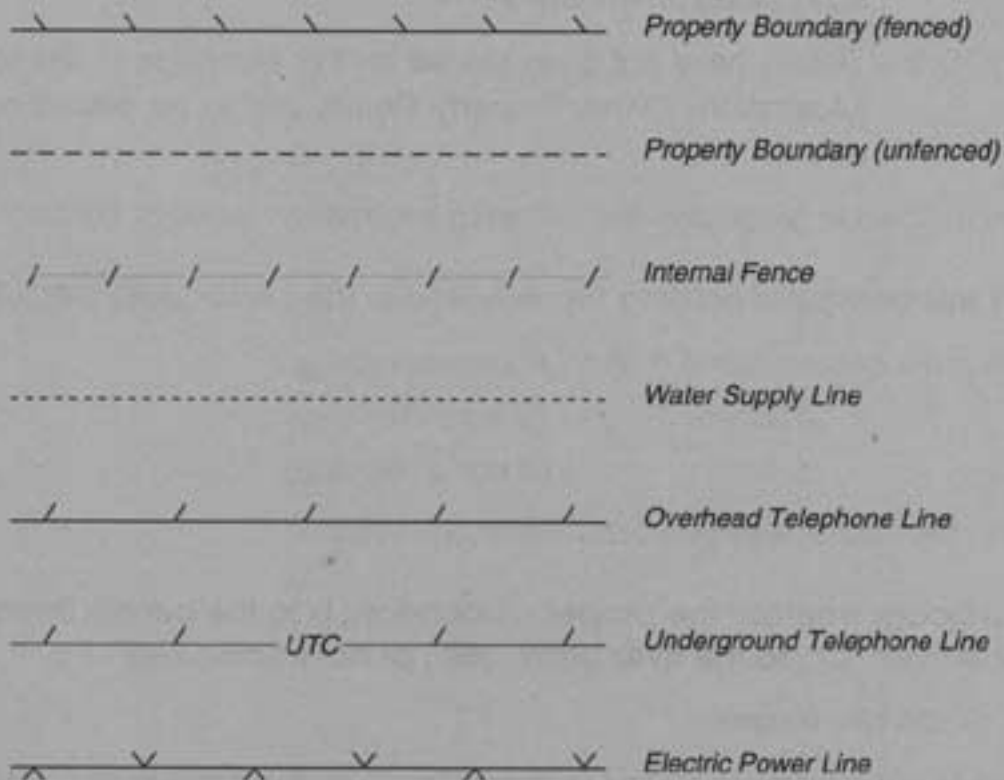 Property Boundary (fenced)
Property Boundary (unfenced)
Internal Fence
Water Supply Line
Overhead Telephone Line
UTC Underground Telephone Line
Electric Power Line